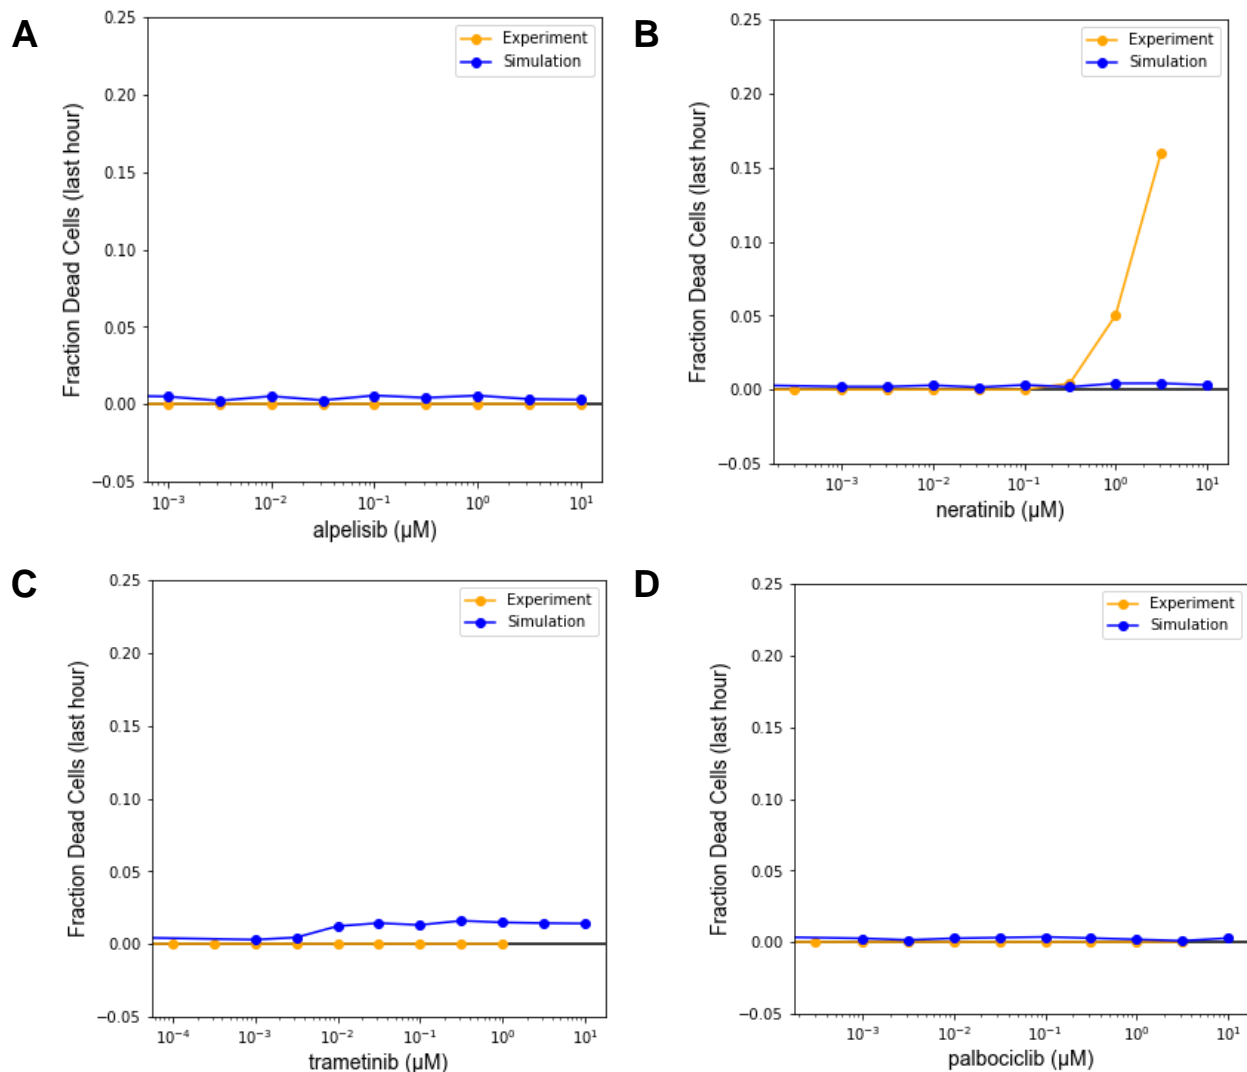 A
0.25
0.20
0.15
0.10
0.05
0.00
−0.05
Fraction Dead Cells (last hour)
Experiment
Simulation
10⁻³ 10⁻² 10⁻¹ 10⁰ 10¹
alpelisib (μM)
B
0.25
0.20
0.15
0.10
0.05
0.00
−0.05
Fraction Dead Cells (last hour)
Experiment
Simulation
10⁻³ 10⁻² 10⁻¹ 10⁰ 10¹
neratinib (μM)
C
0.25
0.20
0.15
0.10
0.05
0.00
−0.05
Fraction Dead Cells (last hour)
Experiment
Simulation
10⁻⁴ 10⁻³ 10⁻² 10⁻¹ 10⁰ 10¹
trametinib (μM)
D
0.25
0.20
0.15
0.10
0.05
0.00
−0.05
Fraction Dead Cells (last hour)
Experiment
Simulation
10⁻³ 10⁻² 10⁻¹ 10⁰ 10¹
palbociclib (μM)